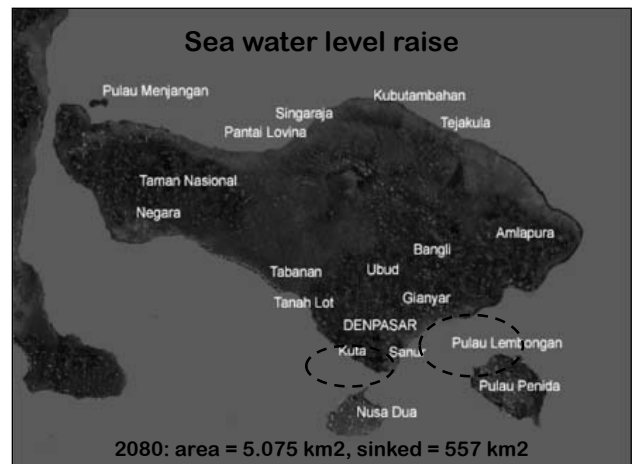 Sea water level raise
Pulau Menjangan
Kubutambahan
Singaraja
Tejakula
Pantai Lovina
Taman Nasional
Negara
Amlapura
Bangli
Tabanan
Ubud
Tanah Lot
Gianyar
DENPASAR
Kuta
Sanur
Pulau Lembongan
Pulau Penida
Nusa Dua
2080: area = 5.075 km2, sinked = 557 km2